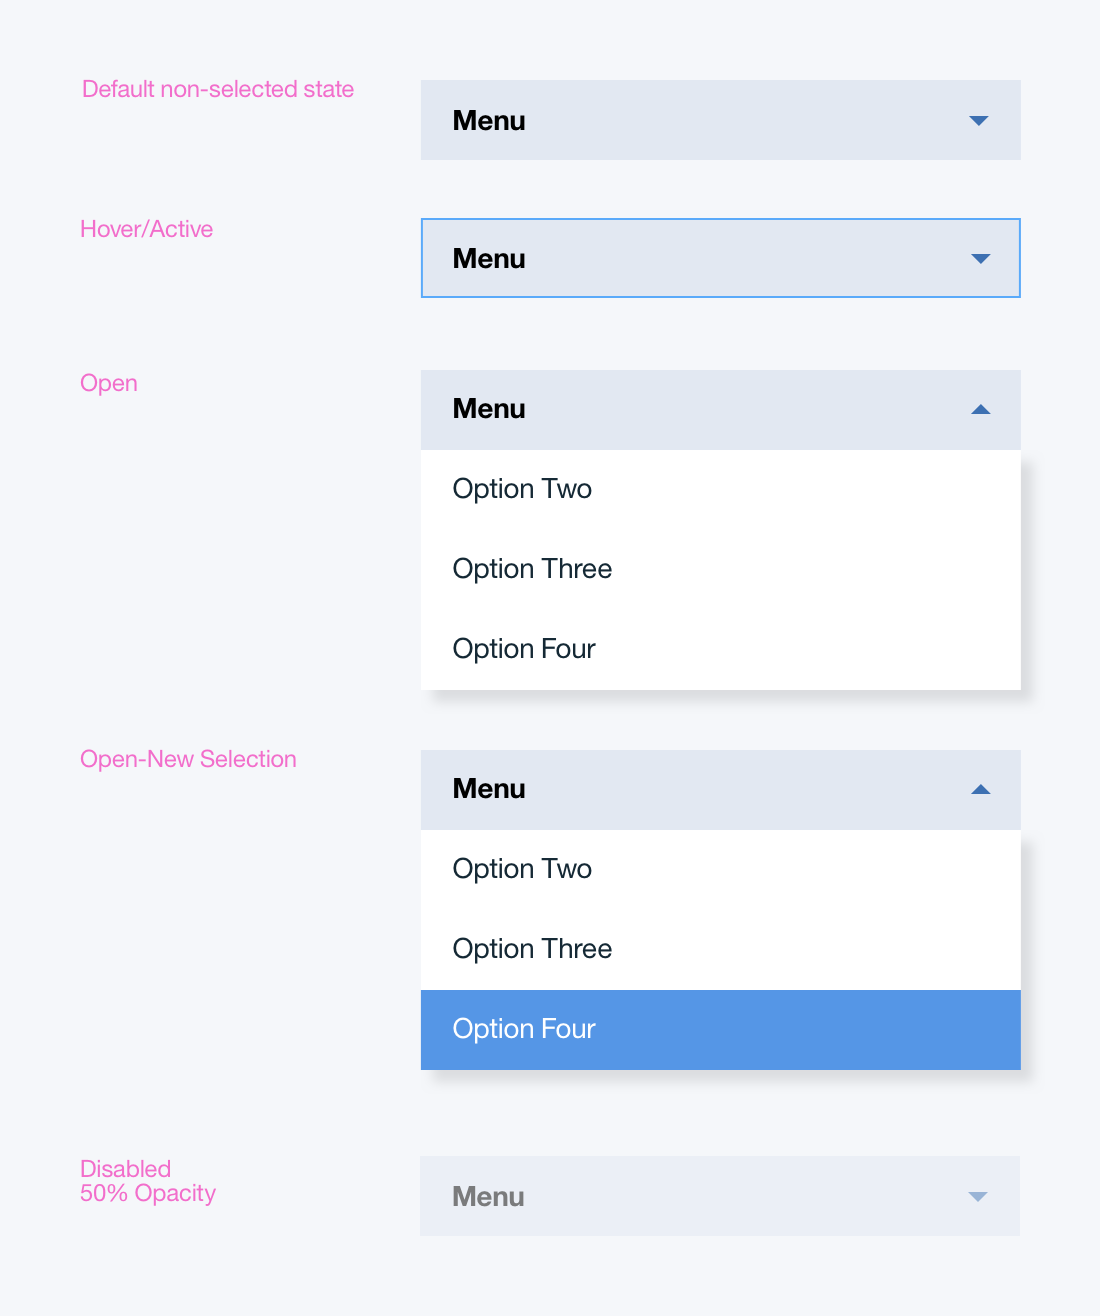 Default non-selected state
Menu
Hover/Active
Menu
Open
Menu
Option Two
Option Three
Option Four
Open-New Selection
Menu
Option Two
Option Three
Option Four
Disabled
50% Opacity
Menu